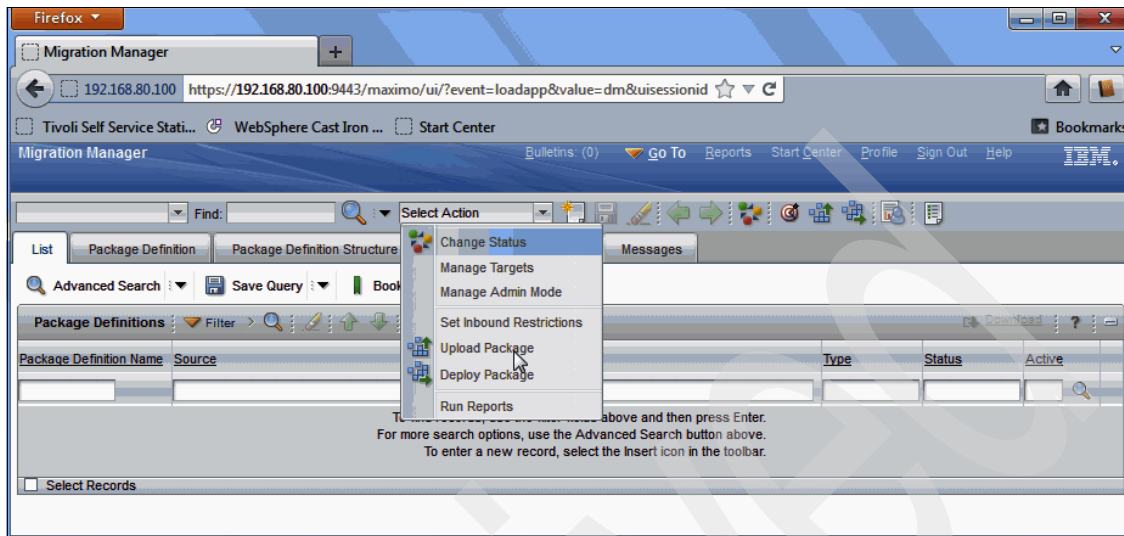 Firefox
Migration Manager
192.168.80.100 https://192.168.80.100:9443/maximo/ui/?event=loadapp&value=dm&uisessionid
Tivoli Self Service Stati... WebSphere Cast Iron ... Start Center Bookmarks
Migration Manager Bulletins: (0) Go To Reports Start Center Profile Sign Out Help IBM.
Find: Select Action
List Package Definition Package Definition Structure Messages
Change Status
Manage Targets
Manage Admin Mode
Set Inbound Restrictions
Upload Package
Deploy Package
Run Reports
Advanced Search Save Query Book
Package Definitions Filter Download ?
Package Definition Name Source Type Status Active
above and then press Enter.
For more search options, use the Advanced Search button above.
To enter a new record, select the Insert icon in the toolbar.
Select Records